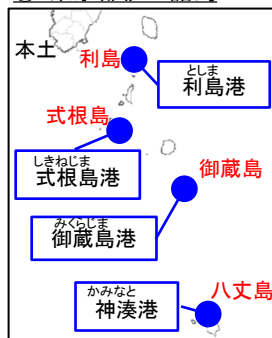 本土
利島
としま
利島港
式根島
しきねじま
式根島港
御蔵島
みくらじま
御蔵島港
八丈島
かみなと
神湊港